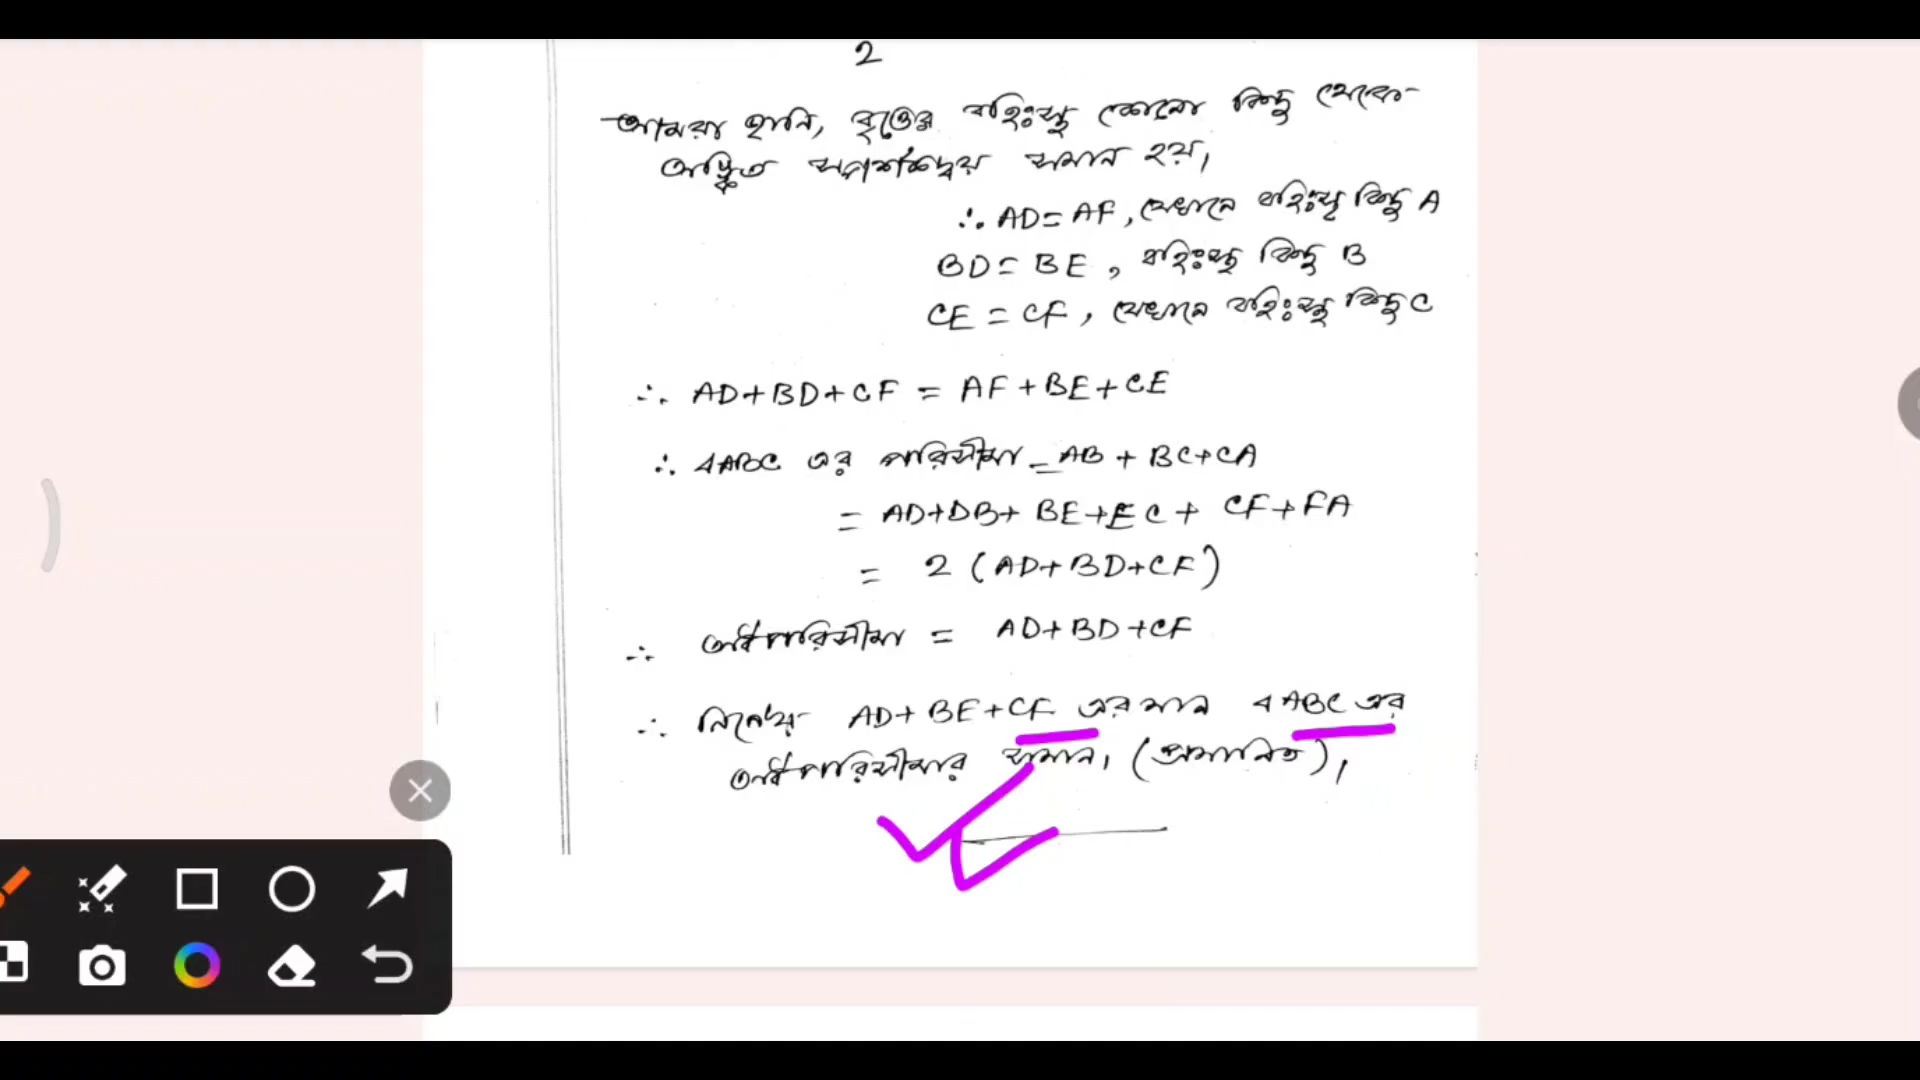 2
আমরা জানি, বৃত্তের বহিঃস্থ কোনো বিন্দু থেকে
অঙ্কিত স্পর্শকদ্বয় সমান হয়,
∴ AD = AF, যেখানে বহিঃস্থ বিন্দু A
BD = BE, বহিঃস্থ বিন্দু B
CE = CF, যেখানে বহিঃস্থ বিন্দু C
∴ AD+BD+CF = AF+BE+CE
∴ △ABC এর পরিসীমা = AB + BC+CA
= AD+DB+ BE+EC+ CF+FA
= 2 (AD+BD+CF)
∴ অর্ধপরিসীমা = AD+BD+CF
∴ নির্ণেয় AD+BE+CF এর মান △ABC এর
অর্ধপরিসীমার সমান। (প্রমানিত),